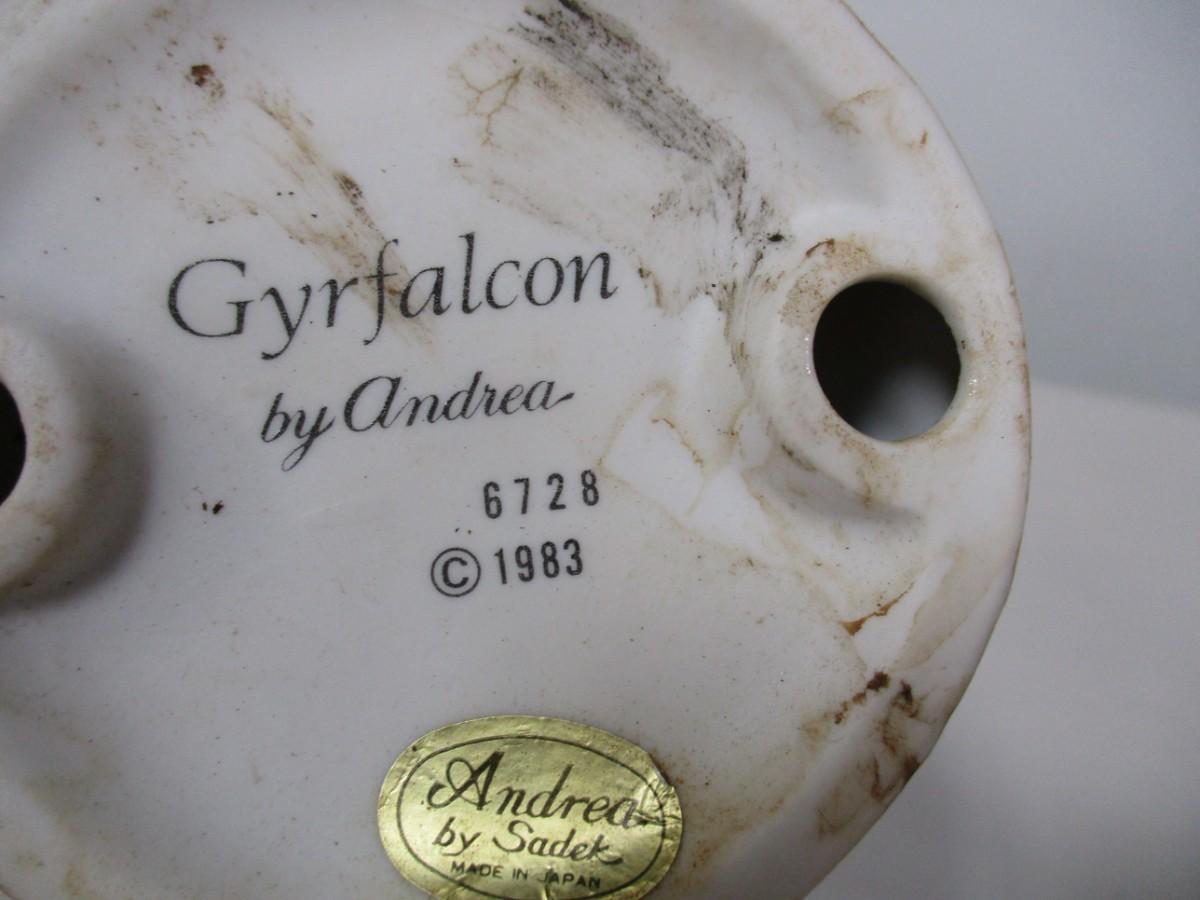 Gyrfalcon
by Andrea
6728
© 1983
Andrea
by Sadek
MADE IN JAPAN